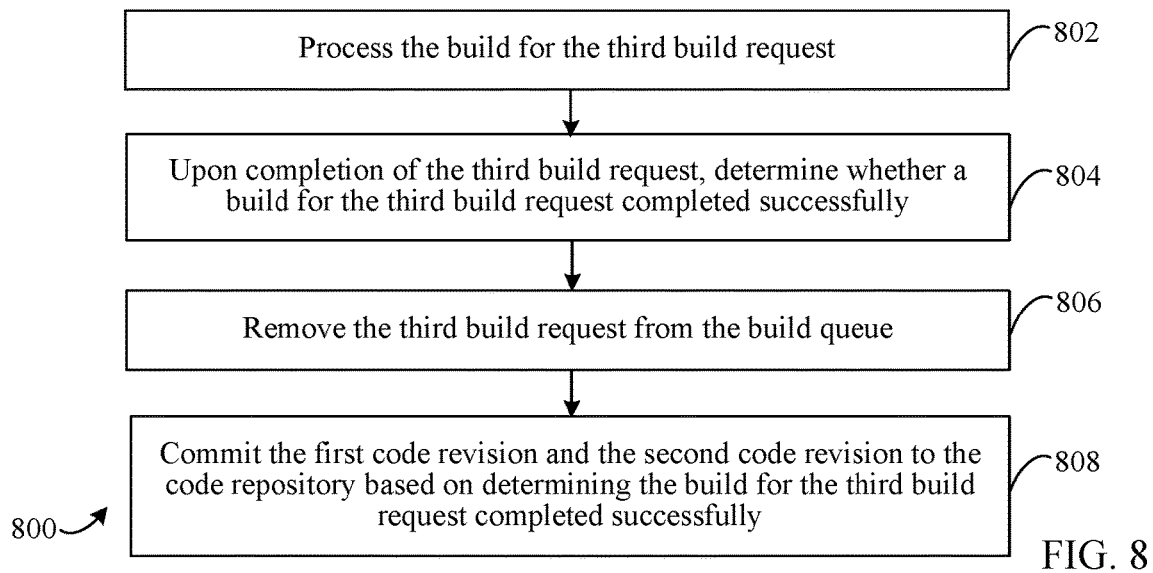 Process the build for the third build request
802
Upon completion of the third build request, determine whether a
build for the third build request completed successfully
804
Remove the third build request from the build queue
806
Commit the first code revision and the second code revision to the
code repository based on determining the build for the third build
request completed successfully
808
800
FIG. 8